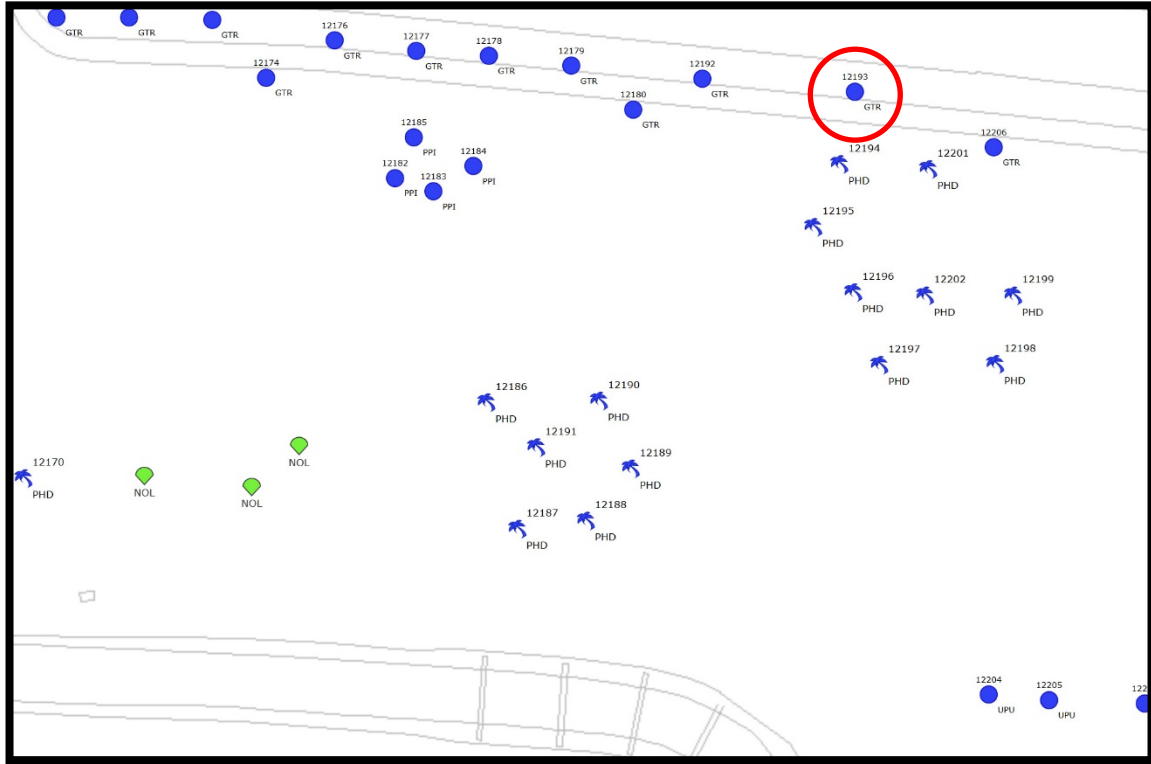 GTR
GTR
GTR
12176
GTR
12177
GTR
12178
GTR
12179
GTR
12174
GTR
12192
GTR
12193
GTR
12180
GTR
12185
PPI
12184
PPI
12182
PPI
12183
PPI
12206
GTR
12194
PHD
12201
PHD
12195
PHD
12196
PHD
12202
PHD
12199
PHD
12197
PHD
12198
PHD
12186
PHD
12190
PHD
12191
PHD
12189
PHD
12170
PHD
NOL
NOL
NOL
12187
PHD
12188
PHD
12204
UPU
12205
UPU